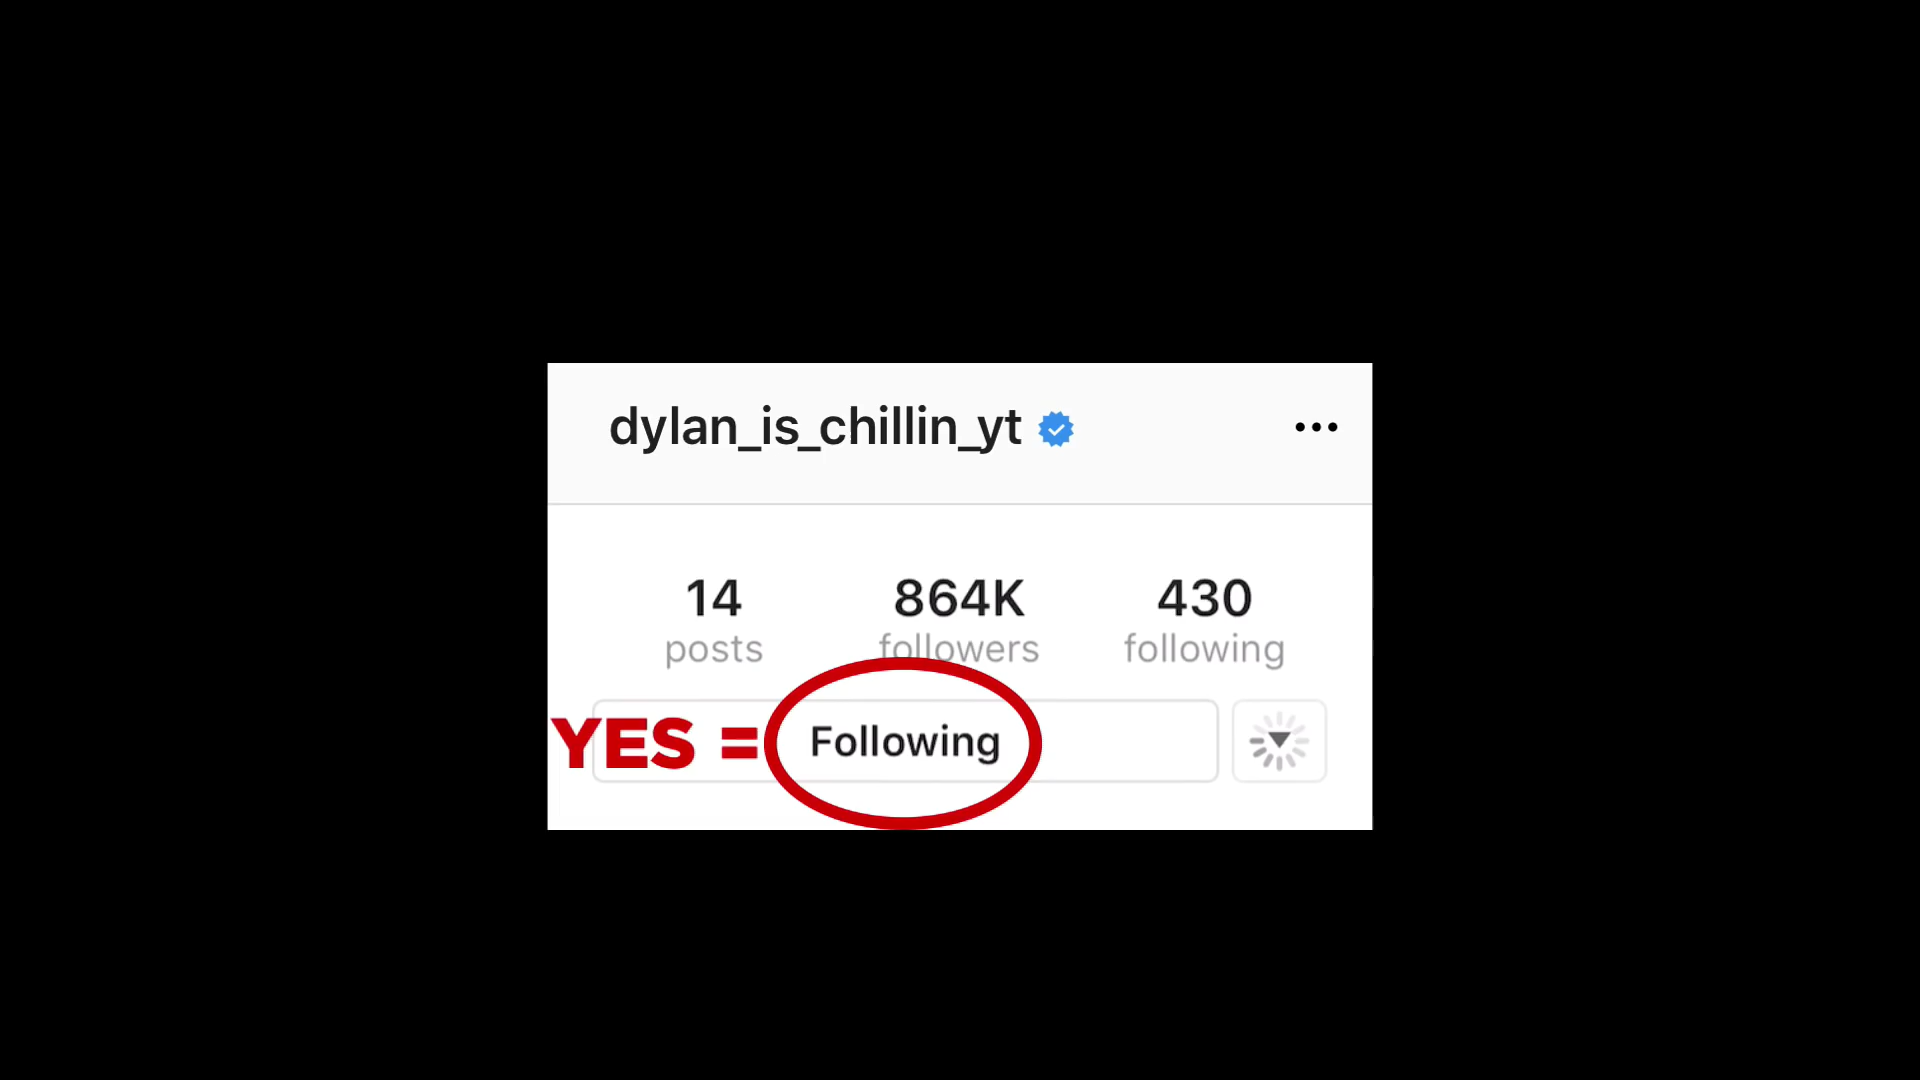 dylan_is_chillin_yt
14 864K 430
posts followers following
YES = Following